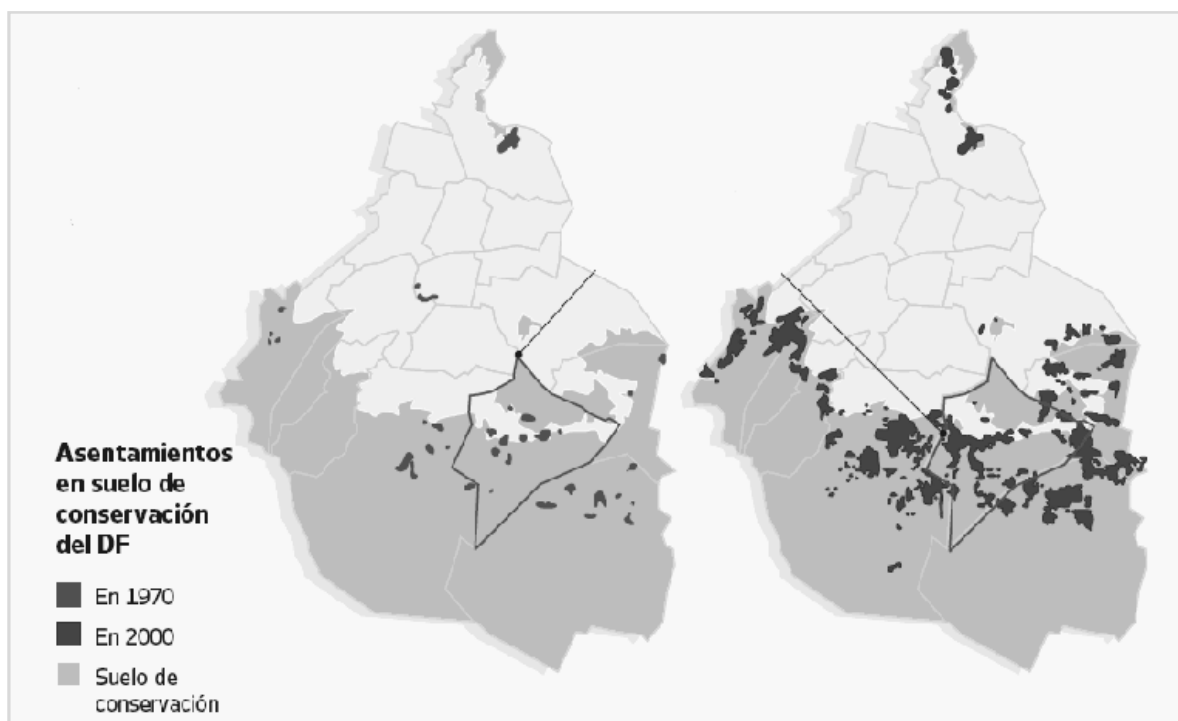 Asentamientos
en suelo de
conservación
del DF
En 1970
En 2000
Suelo de
conservación